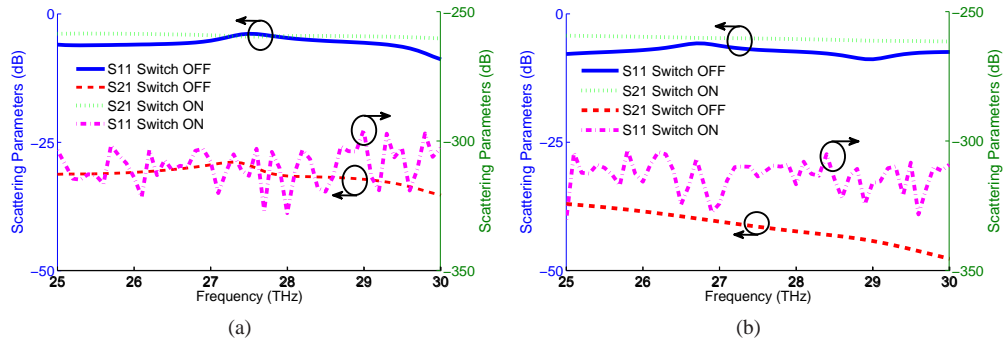 0
−25
−50
Scattering Parameters (dB)
S11 Switch OFF
S21 Switch OFF
S21 Switch ON
S11 Switch ON
−250
−300
−350
Scattering Parameters (dB)
25 26 27 28 29 30
Frequency (THz)
(a)
0
−25
−50
Scattering Parameters (dB)
S11 Switch OFF
S21 Switch ON
S21 Switch OFF
S11 Switch ON
−250
−300
−350
Scattering Parameters (dB)
25 26 27 28 29 30
Frequency (THz)
(b)